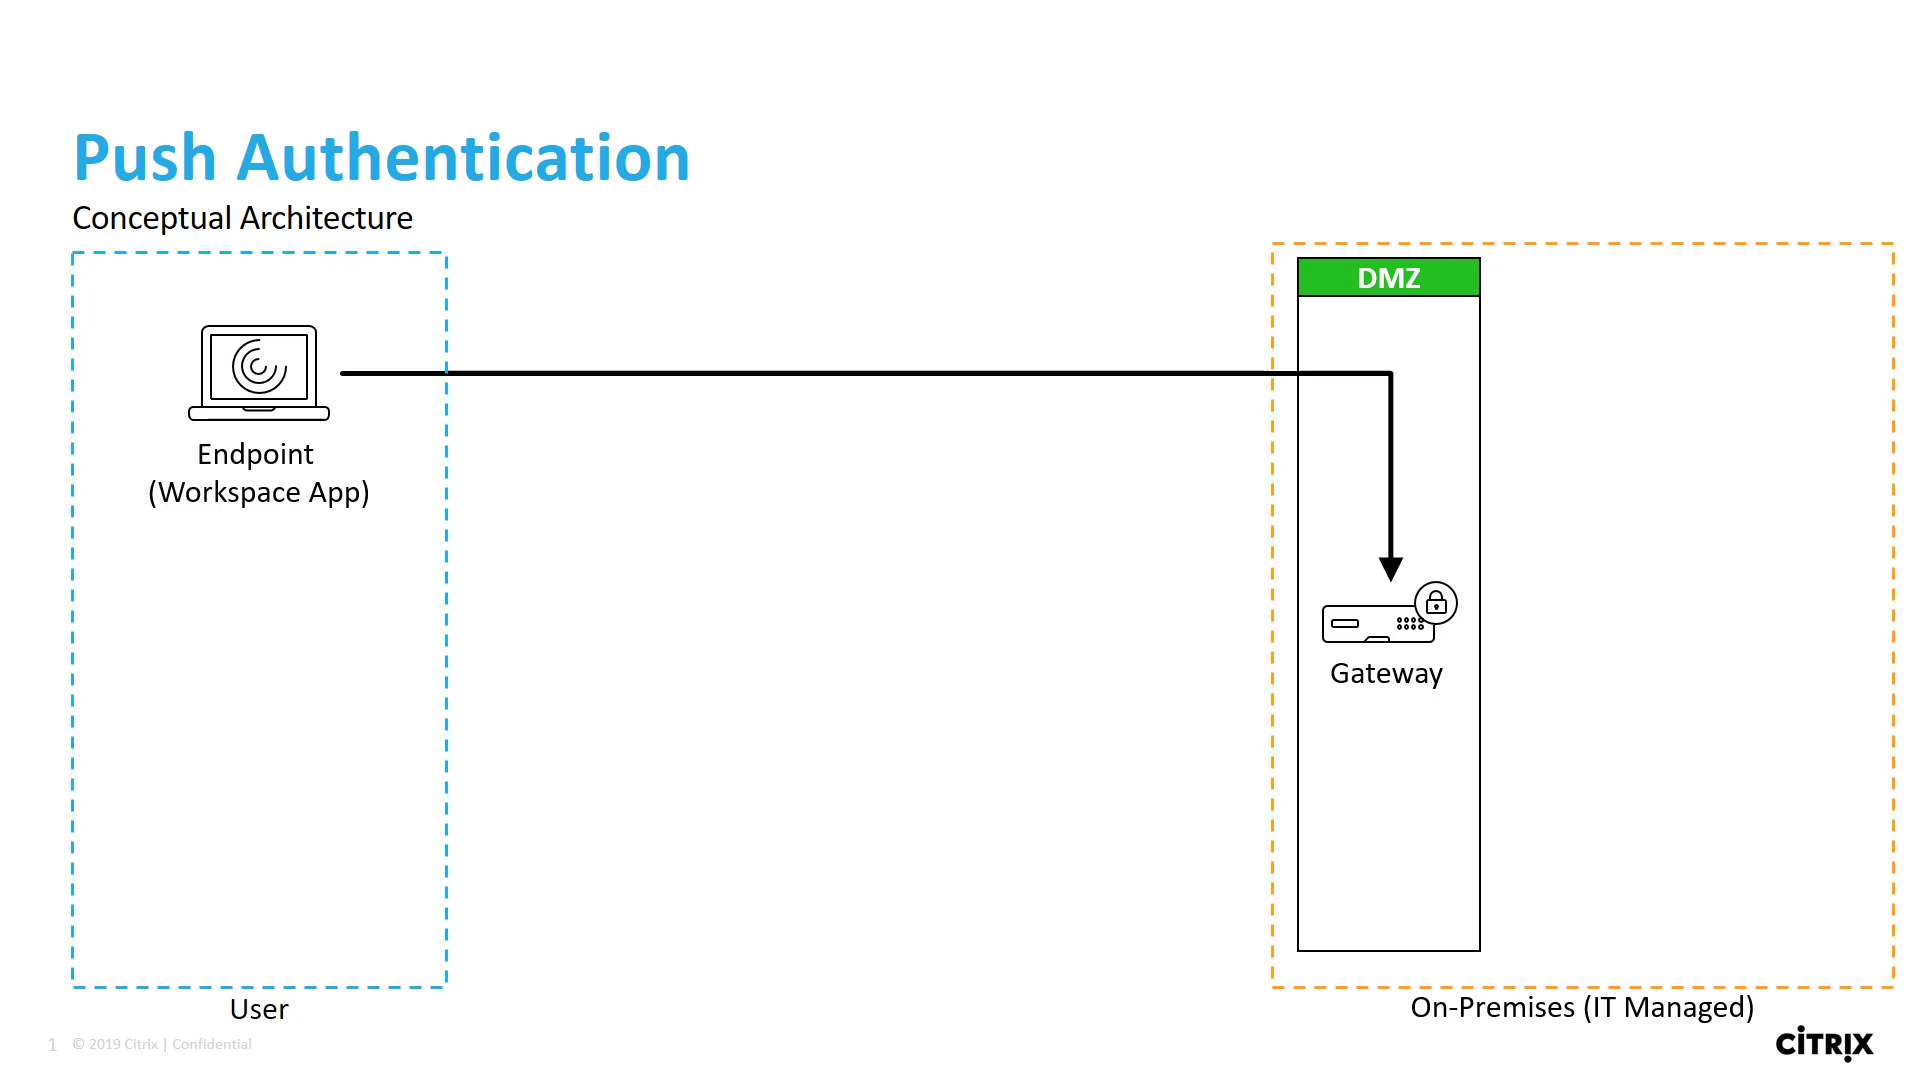 Push Authentication
Conceptual Architecture
DMZ
Endpoint
(Workspace App)
Gateway
User
On-Premises (IT Managed)
1 © 2019 Citrix | Confidential
CITRIX